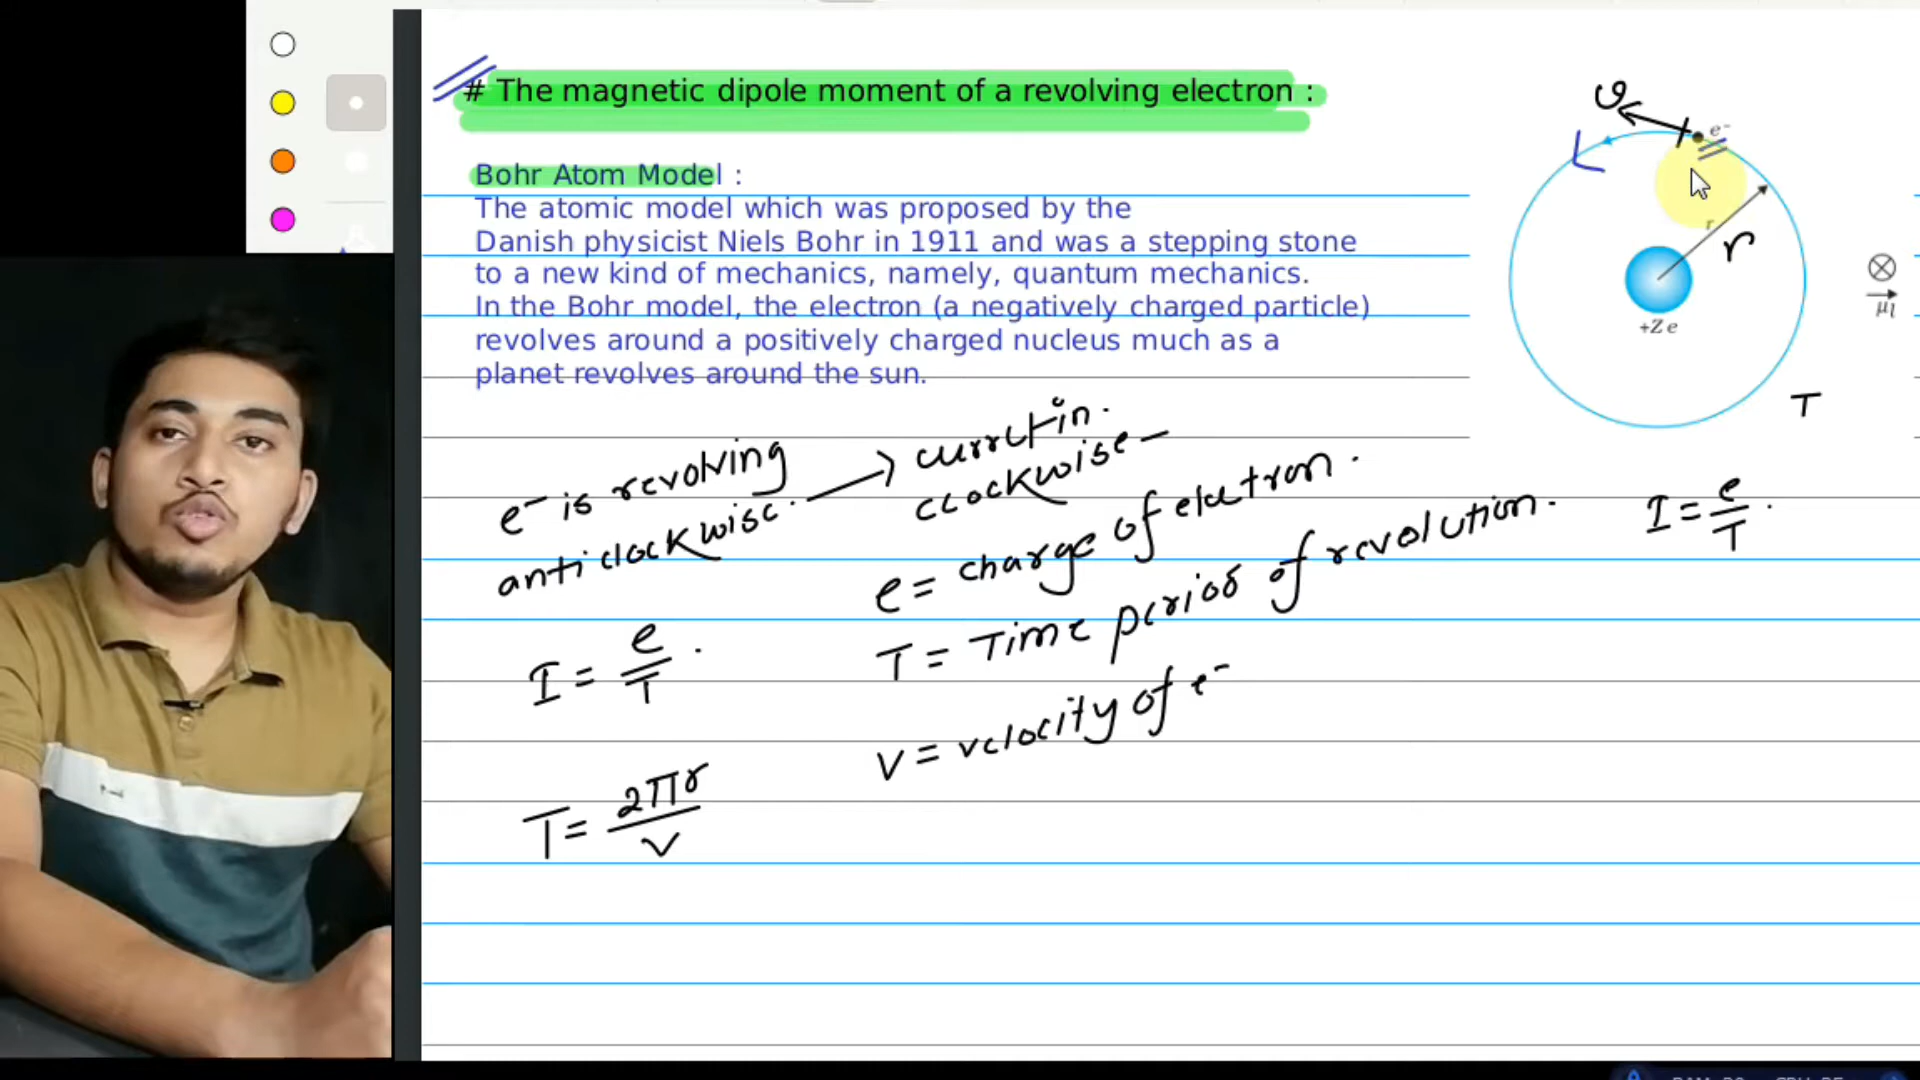 # The magnetic dipole moment of a revolving electron :
Bohr Atom Model :
The atomic model which was proposed by the
Danish physicist Niels Bohr in 1911 and was a stepping stone
to a new kind of mechanics, namely, quantum mechanics.
In the Bohr model, the electron (a negatively charged particle)
revolves around a positively charged nucleus much as a
planet revolves around the sun.
v
e⁻
r
r
+Ze
⊗
μl
T
e⁻ is revolving
anticlockwise. →
in
clockwise –
e = charge of electron.
T = Time period of revolution.
v = velocity of e⁻
I = e/T .
I = e/T .
T = 2πr/v